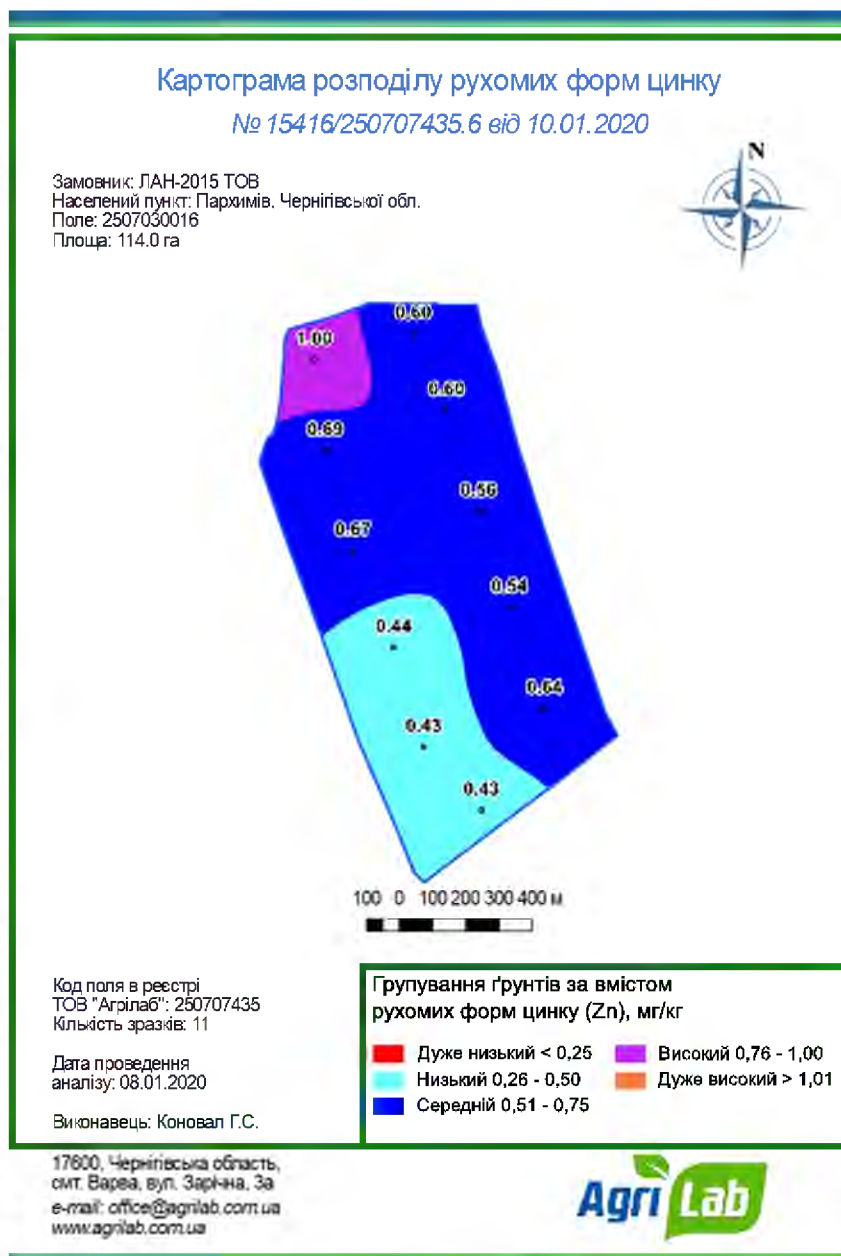 Картограма розподілу рухомих форм цинку
№ 15416/250707435.6 від 10.01.2020
N
Замовник: ЛАН-2015 ТОВ
Населений пункт: Пархимів, Чернігівської обл.
Поле: 2507030016
Площа: 114.0 га
0,60
1.00
0.60
0.69
0.56
0.67
0.54
0.44
0.64
0.43
0.43
100 0 100 200 300 400 м
Код поля в реєстрі
ТОВ "Агрілаб": 250707435
Кількість зразків: 11
Дата проведення
аналізу: 08.01.2020
Виконавець: Коновал Г.С.
Групування ґрунтів за вмістом
рухомих форм цинку (Zn), мг/кг
Дуже низький < 0,25
Низький 0,26 - 0,50
Середній 0,51 - 0,75
Високий 0,76 - 1,00
Дуже високий > 1,01
17600, Чернігівська область,
смт. Варва, вул. Зарічна, 3а
e-mail: office@agrilab.com.ua
www.agrilab.com.ua
Agri Lab